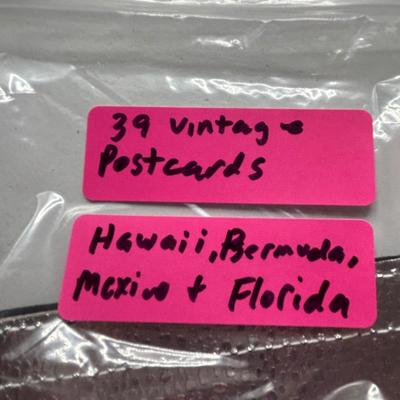 39 vintage
Postcards
Hawaii, Bermuda,
Mexico + Florida